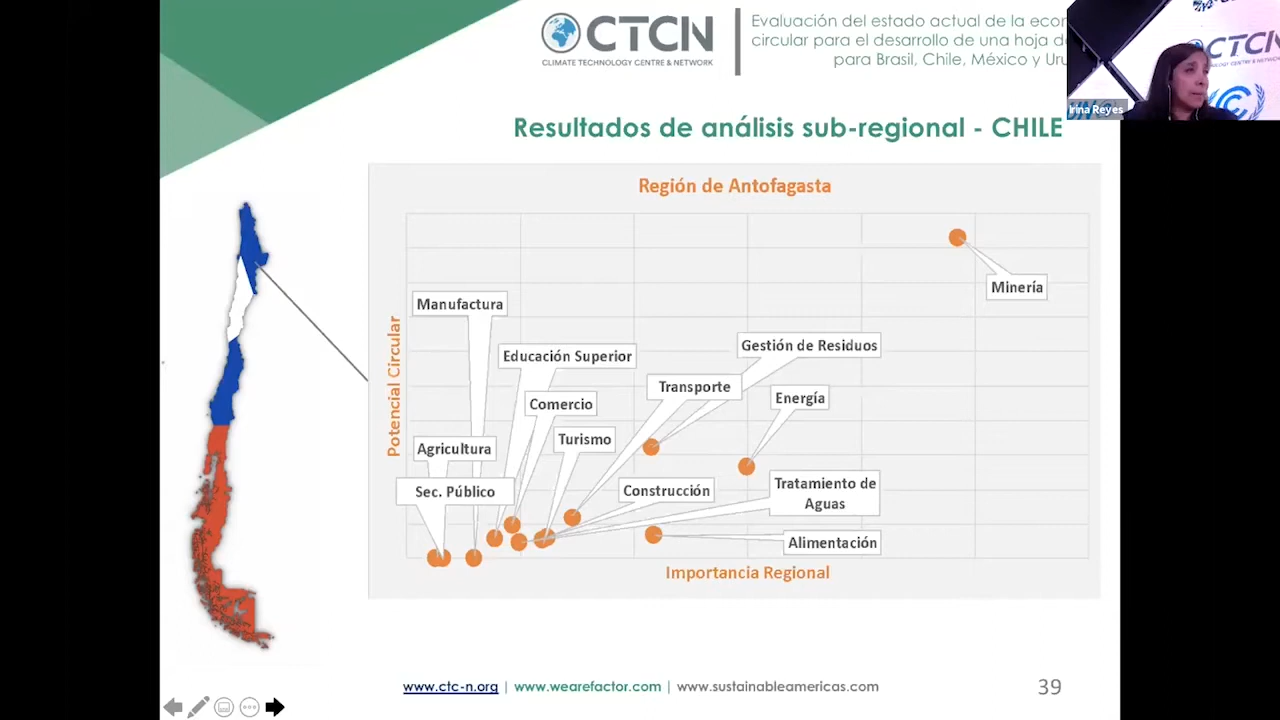 CTCN
CLIMATE TECHNOLOGY CENTRE & NETWORK
Evaluación del estado actual de la
circular para el desarrollo de una hoja
para Brasil, Chile, México y
CTCN
Irina Reyes
Resultados de análisis sub-regional - CHILE
Región de Antofagasta
Minería
Manufactura
Gestión de Residuos
Educación Superior
Transporte
Energía
Comercio
Potencial Circular
Turismo
Agricultura
Sec. Público
Construcción
Tratamiento de
Aguas
Alimentación
Importancia Regional
www.ctc-n.org | www.wearefactor.com | www.sustainableamericas.com
39